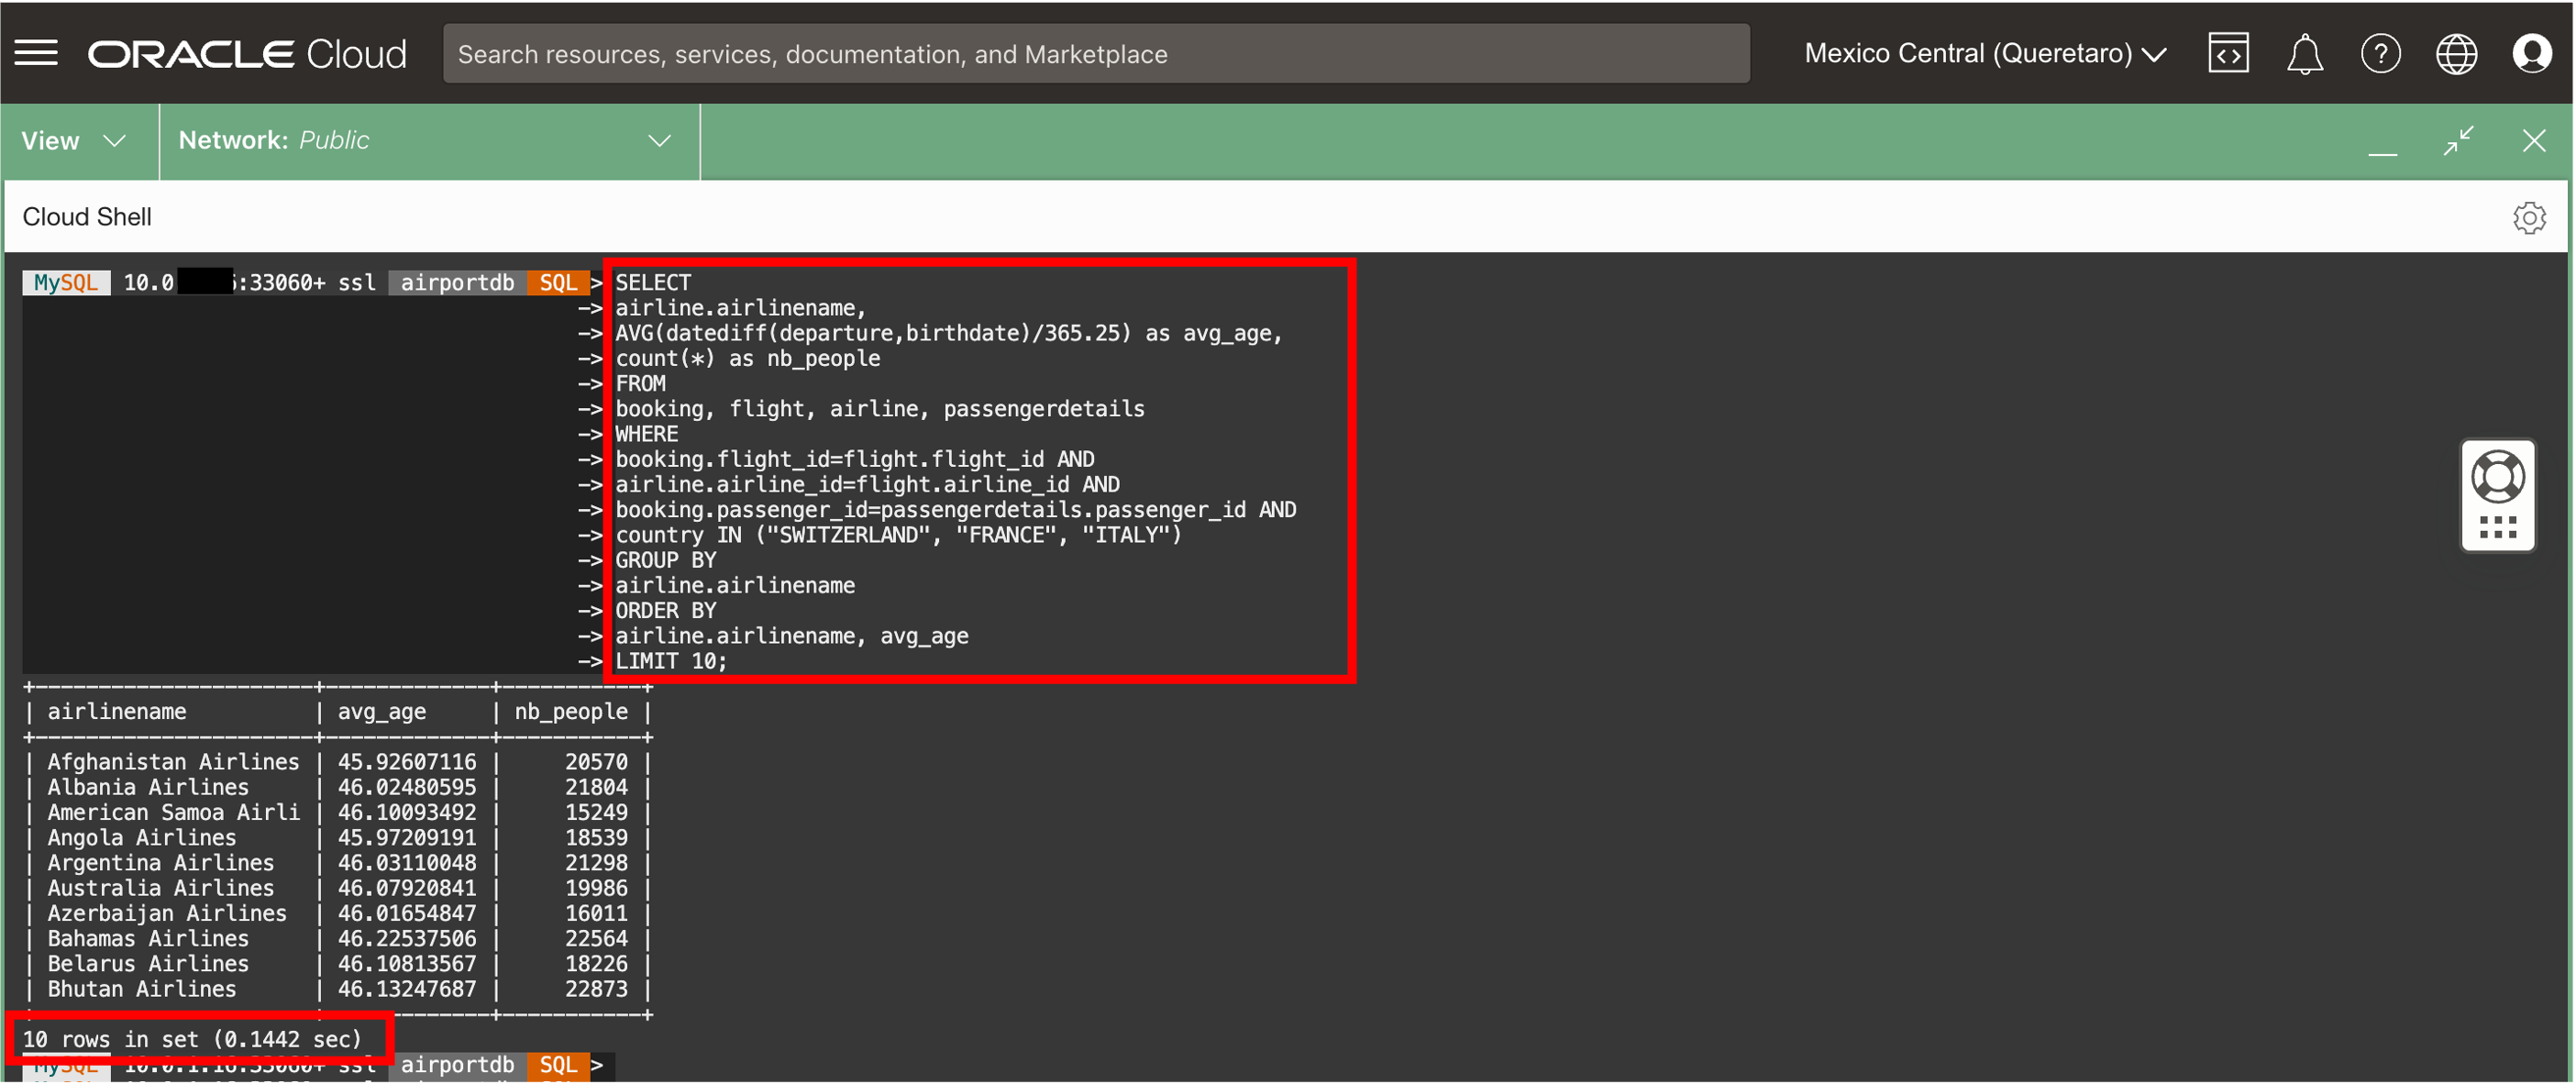 ORACLE Cloud
Search resources, services, documentation, and Marketplace
Mexico Central (Queretaro)
View
Network: Public
Cloud Shell
MySQL 10.0 :33060+ ssl airportdb SQL > SELECT
-> airline.airlinename,
-> AVG(datediff(departure,birthdate)/365.25) as avg_age,
-> count(*) as nb_people
-> FROM
-> booking, flight, airline, passengerdetails
-> WHERE
-> booking.flight_id=flight.flight_id AND
-> airline.airline_id=flight.airline_id AND
-> booking.passenger_id=passengerdetails.passenger_id AND
-> country IN ("SWITZERLAND", "FRANCE", "ITALY")
-> GROUP BY
-> airline.airlinename
-> ORDER BY
-> airline.airlinename, avg_age
-> LIMIT 10;
| airlinename | avg_age | nb_people |
| Afghanistan Airlines | 45.92607116 | 20570 |
| Albania Airlines | 46.02480595 | 21804 |
| American Samoa Airli | 46.10093492 | 15249 |
| Angola Airlines | 45.97209191 | 18539 |
| Argentina Airlines | 46.03110048 | 21298 |
| Australia Airlines | 46.07920841 | 19986 |
| Azerbaijan Airlines | 46.01654847 | 16011 |
| Bahamas Airlines | 46.22537506 | 22564 |
| Belarus Airlines | 46.10813567 | 18226 |
| Bhutan Airlines | 46.13247687 | 22873 |
10 rows in set (0.1442 sec)
MySQL ssl airportdb SQL >